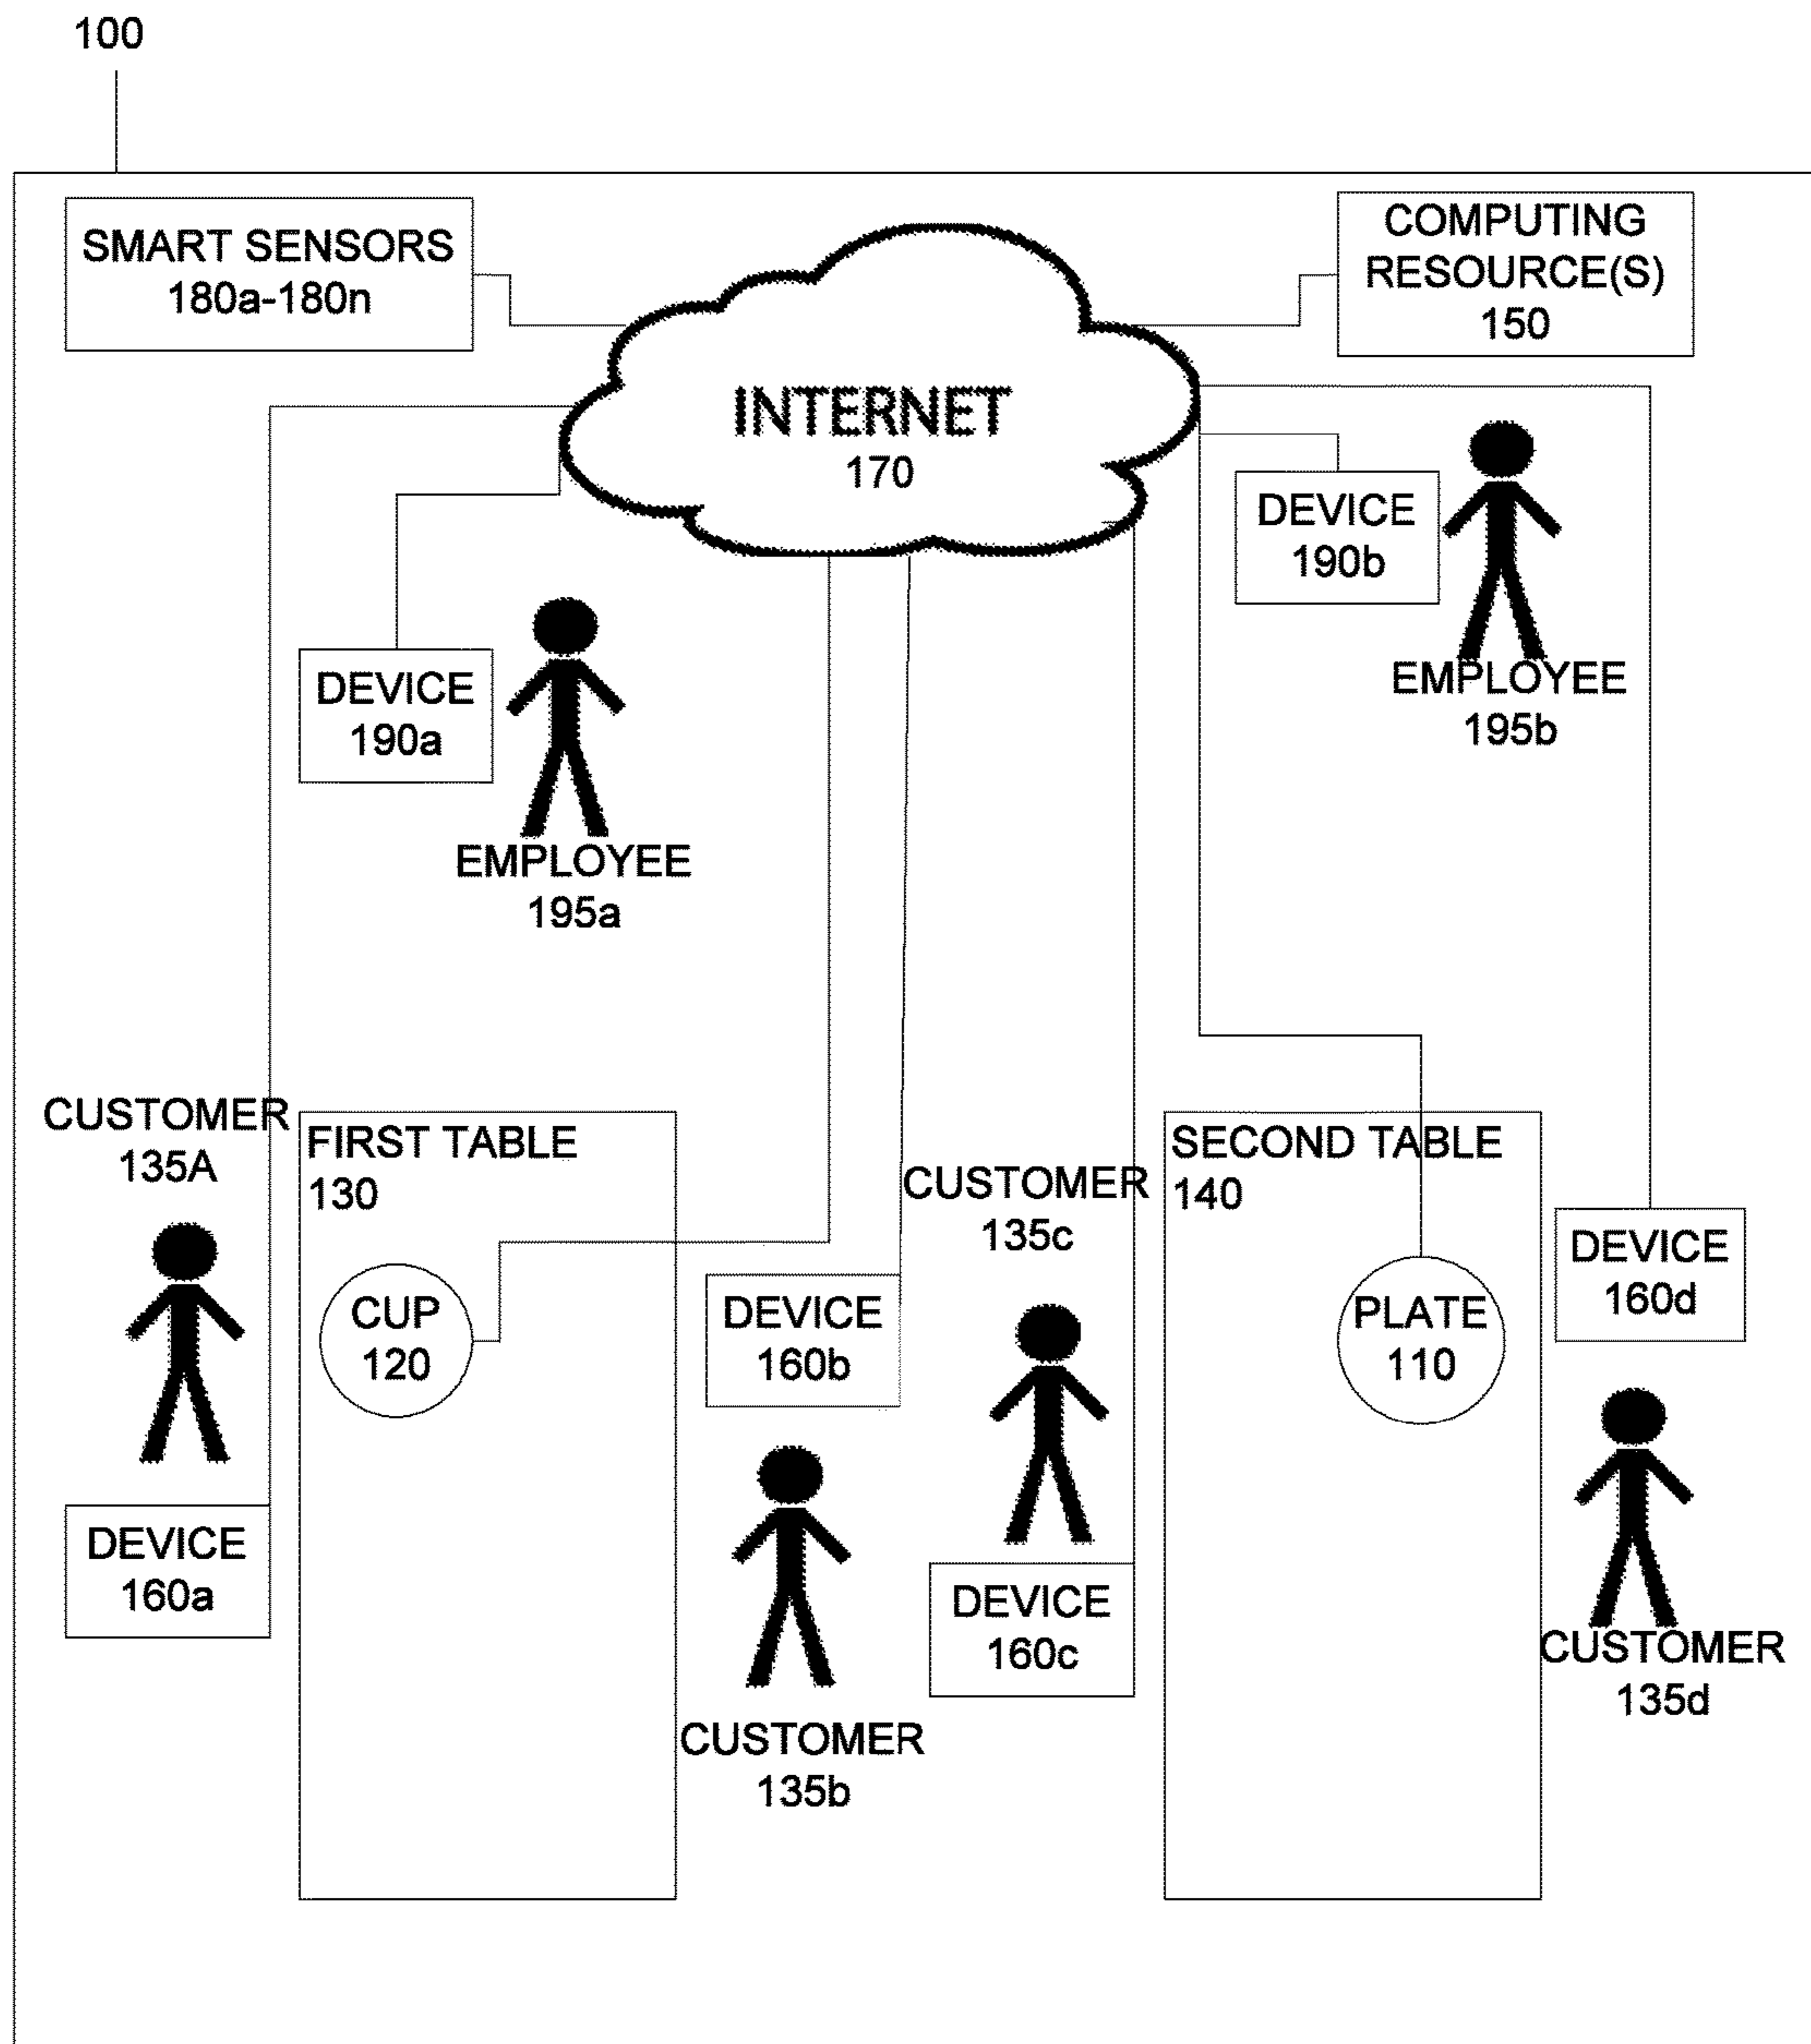 100
SMART SENSORS
180a-180n
COMPUTING
RESOURCE(S)
150
INTERNET
170
DEVICE
190b
EMPLOYEE
195b
DEVICE
190a
EMPLOYEE
195a
CUSTOMER
135A
FIRST TABLE
130
CUSTOMER
135c
SECOND TABLE
140
CUP
120
DEVICE
160b
PLATE
110
DEVICE
160d
DEVICE
160a
DEVICE
160c
CUSTOMER
135b
CUSTOMER
135d